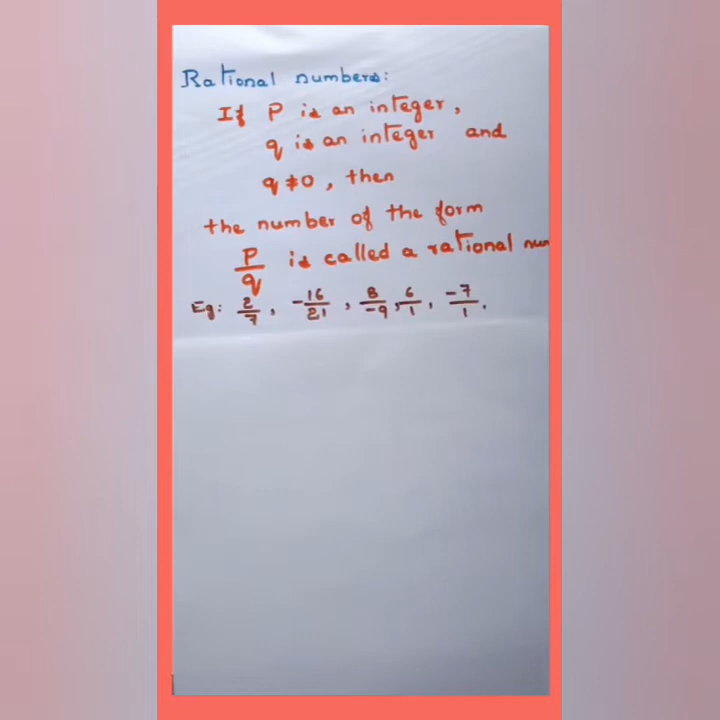 Rational numbers:
If P is an integer,
q is an integer and
q ≠ 0, then
the number of the form
P/q is called a rational num
Eg: 2/7, -16/21, 8/-9, 6/1, -7/1.